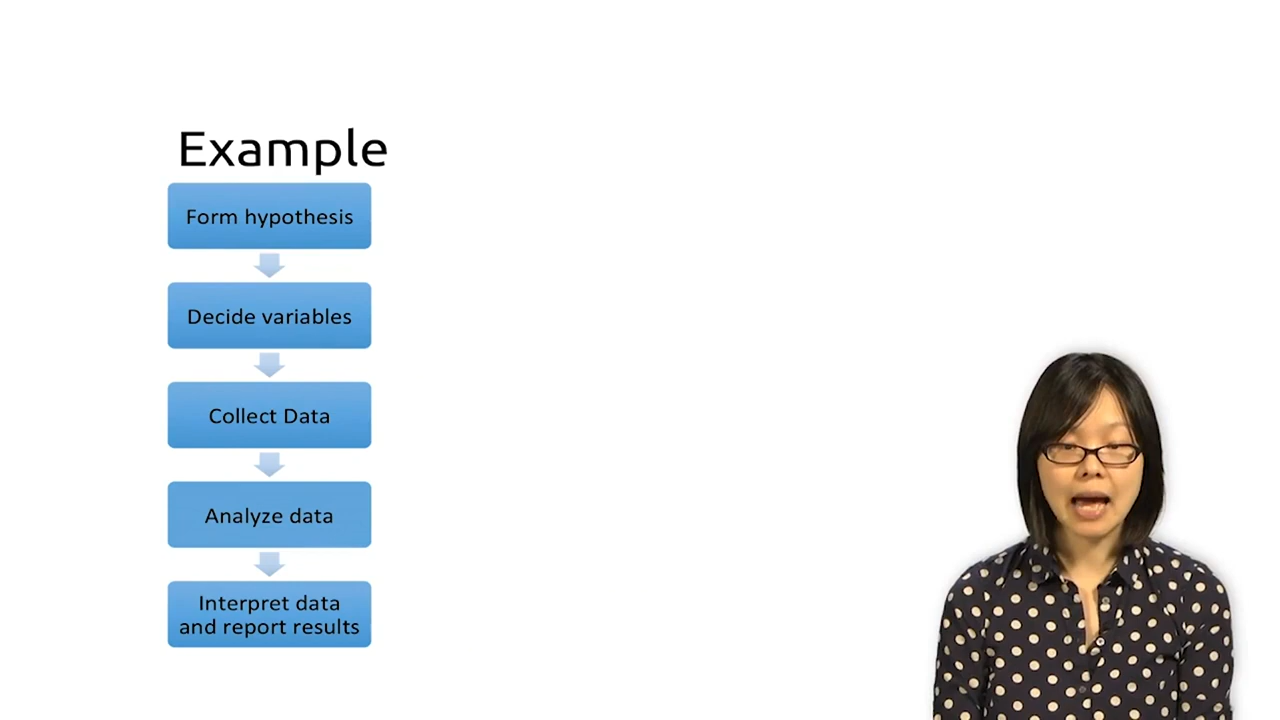 Example
Form hypothesis
Decide variables
Collect Data
Analyze data
Interpret data
and report results